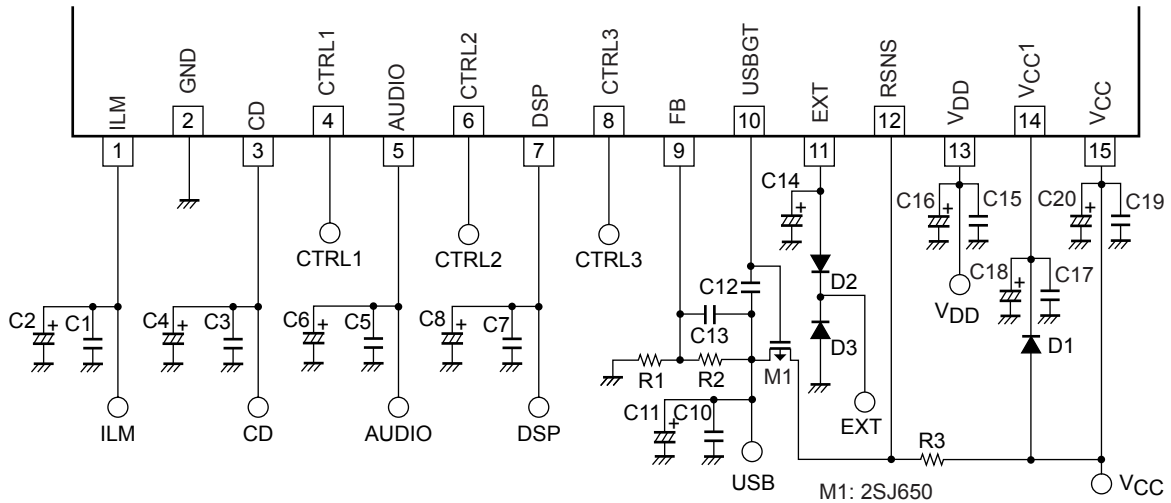 ILM
GND
CD
CTRL1
AUDIO
CTRL2
DSP
CTRL3
FB
USBGT
EXT
RSNS
VDD
VCC1
VCC
1
2
3
4
5
6
7
8
9
10
11
12
13
14
15
C14
C16
+
C15
C20
+
C19
+
CTRL1
CTRL2
CTRL3
C18
+
C17
VDD
D2
C12
C13
D3
D1
C2
+
C1
C4
+
C3
C6
+
C5
C8
+
C7
R1
R2
M1
C11
+
C10
EXT
R3
ILM
CD
AUDIO
DSP
USB
VCC
M1: 2SJ650
+